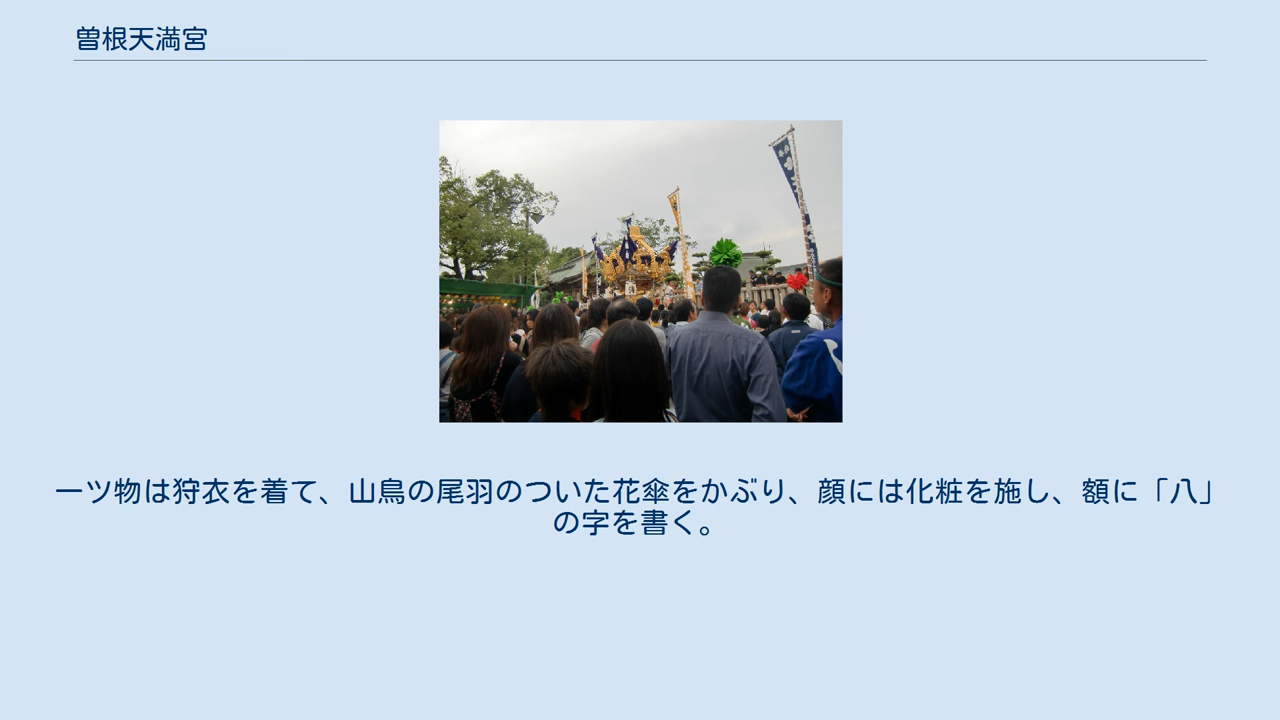 曽根天満宮
一ツ物は狩衣を着て、山鳥の尾羽のついた花傘をかぶり、顔には化粧を施し、額に「八」
の字を書く。